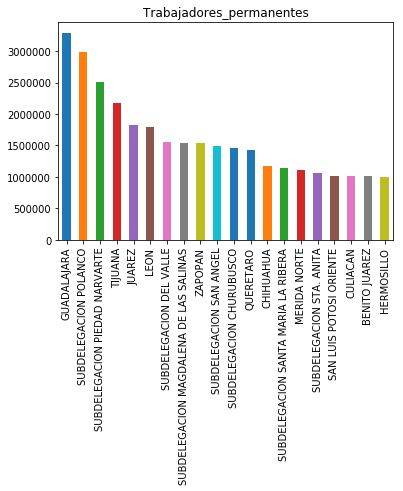 Trabajadores_permanentes
3000000
2500000
2000000
1500000
1000000
500000
0
GUADALAJARA
SUBDELEGACION POLANCO
SUBDELEGACION PIEDAD NARVARTE
TIJUANA
JUAREZ
LEON
SUBDELEGACION DEL VALLE
SUBDELEGACION MAGDALENA DE LAS SALINAS
ZAPOPAN
SUBDELEGACION SAN ANGEL
SUBDELEGACION CHURUBUSCO
QUERETARO
CHIHUAHUA
SUBDELEGACION SANTA MARIA LA RIBERA
MERIDA NORTE
SUBDELEGACION STA. ANITA
SAN LUIS POTOSI ORIENTE
CULIACAN
BENITO JUAREZ
HERMOSILLO